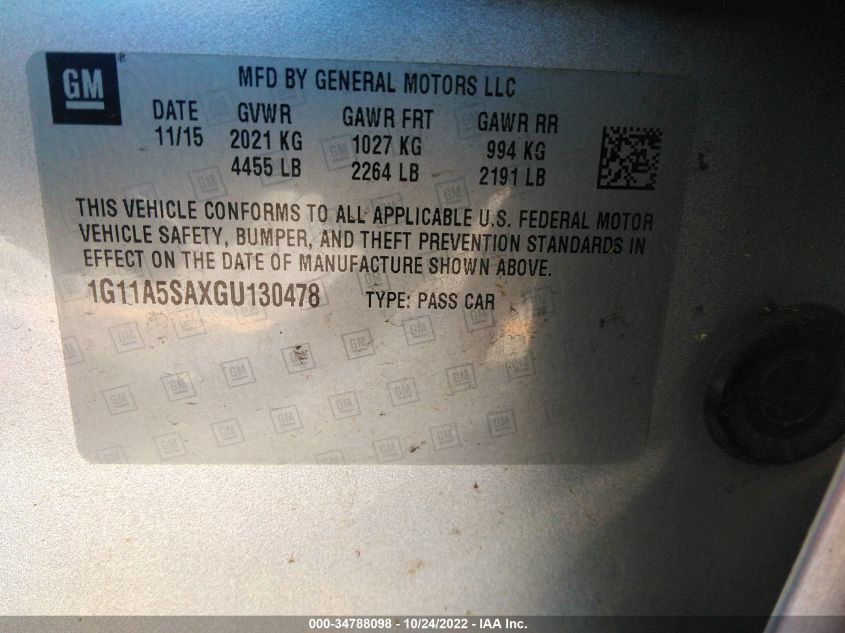 GM
MFD BY GENERAL MOTORS LLC
DATE GVWR GAWR FRT GAWR RR
11/15 2021 KG 1027 KG 994 KG
4455 LB 2264 LB 2191 LB
THIS VEHICLE CONFORMS TO ALL APPLICABLE U.S. FEDERAL MOTOR
VEHICLE SAFETY, BUMPER, AND THEFT PREVENTION STANDARDS IN
EFFECT ON THE DATE OF MANUFACTURE SHOWN ABOVE.
1G11A5SAXGU130478 TYPE: PASS CAR
000-34788098 - 10/24/2022 - IAA Inc.